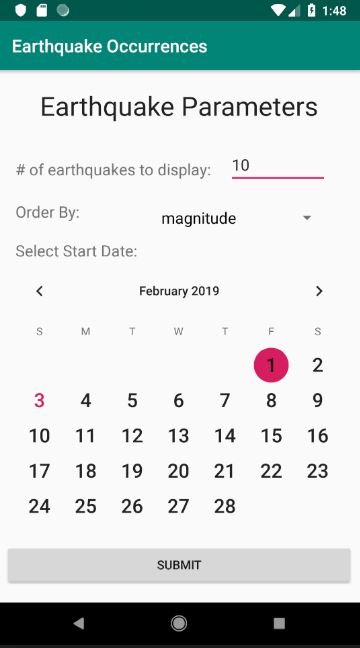 1:48
Earthquake Occurrences
Earthquake Parameters
# of earthquakes to display: 10
Order By: magnitude
Select Start Date:
February 2019
S M T W T F S
1 2
3 4 5 6 7 8 9
10 11 12 13 14 15 16
17 18 19 20 21 22 23
24 25 26 27 28
SUBMIT